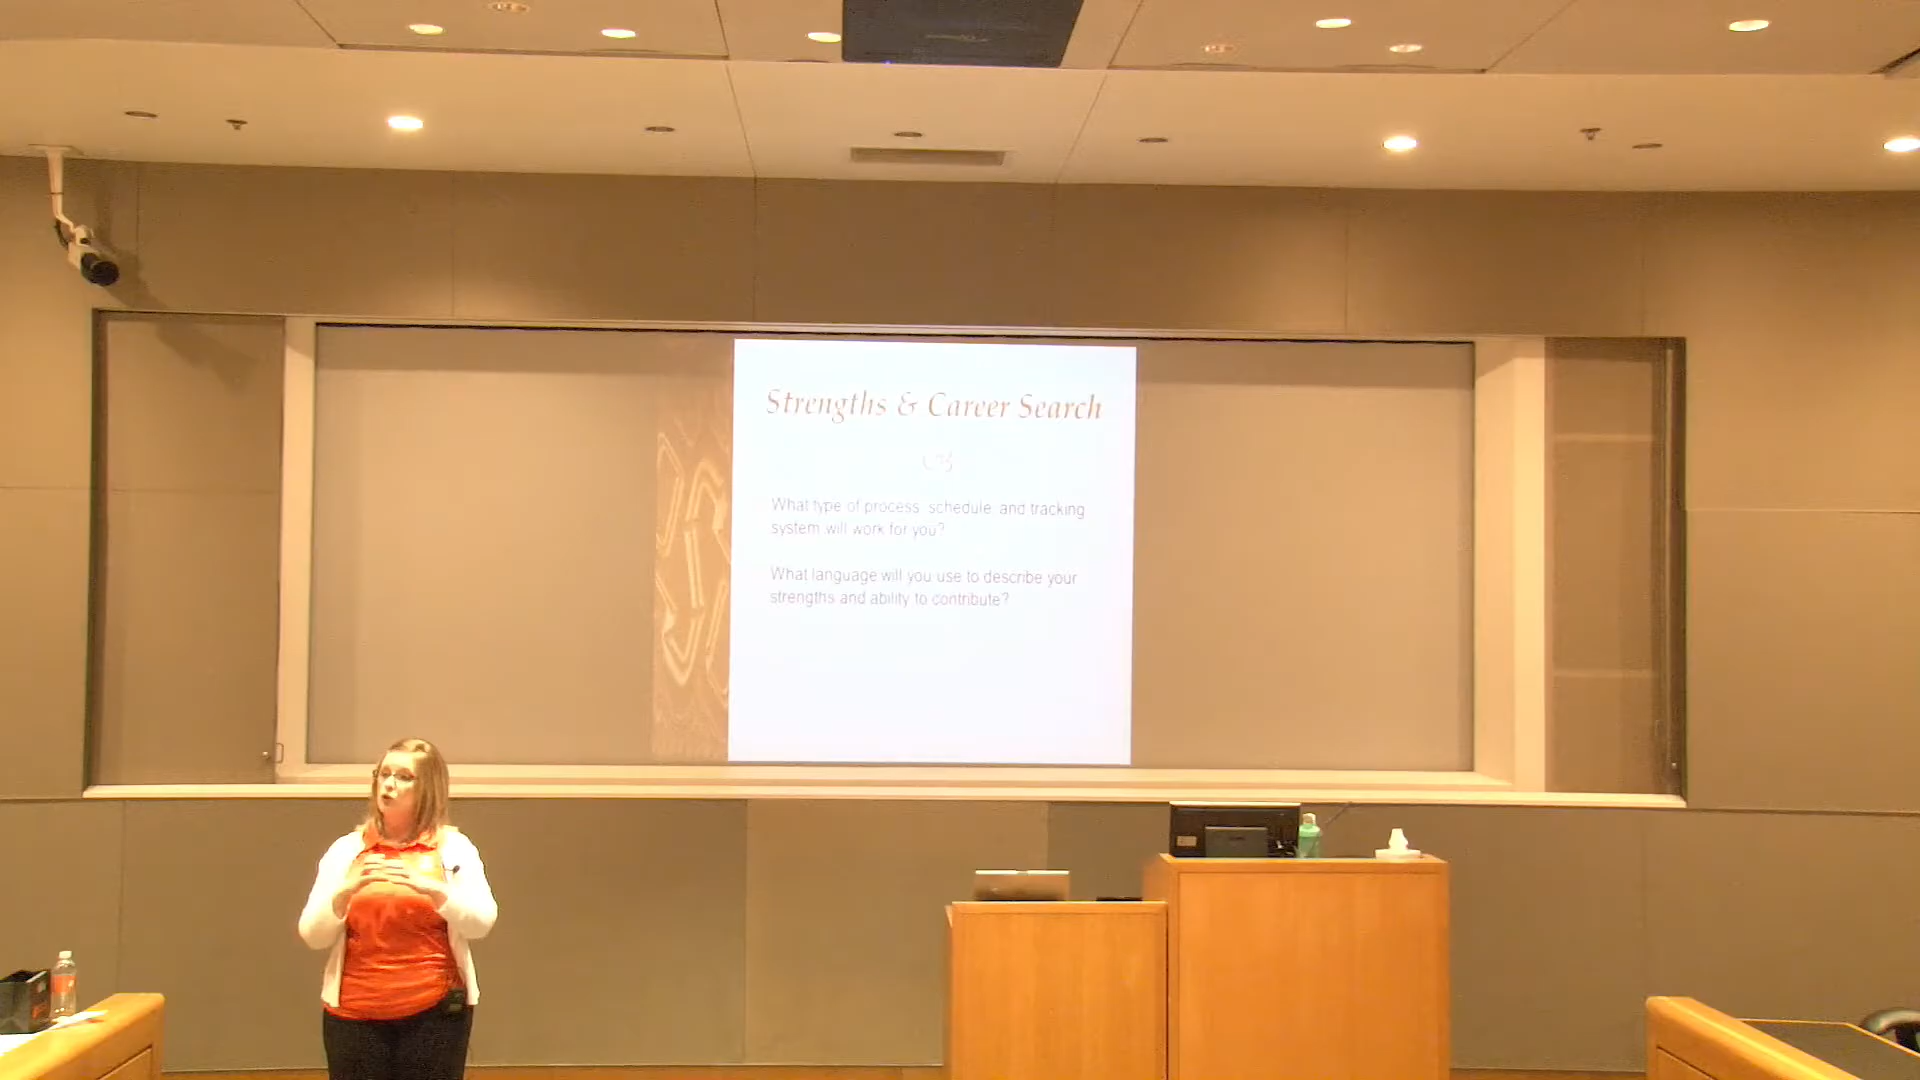 Strengths & Career Search
What type of process, schedule, and tracking
system will work for you?
What language will you use to describe your
strengths and ability to contribute?